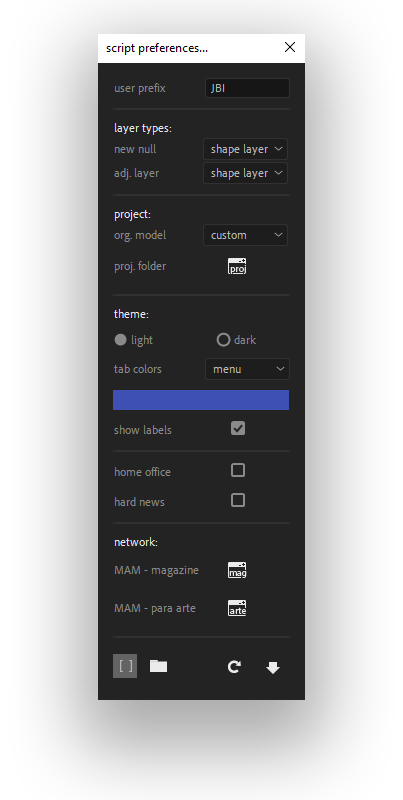 script preferences...
user prefix JBI
layer types:
new null shape layer
adj. layer shape layer
project:
org. model custom
proj. folder proj
theme:
light dark
tab colors menu
show labels
home office
hard news
network:
MAM - magazine mag
MAM - para arte arte
[ ]